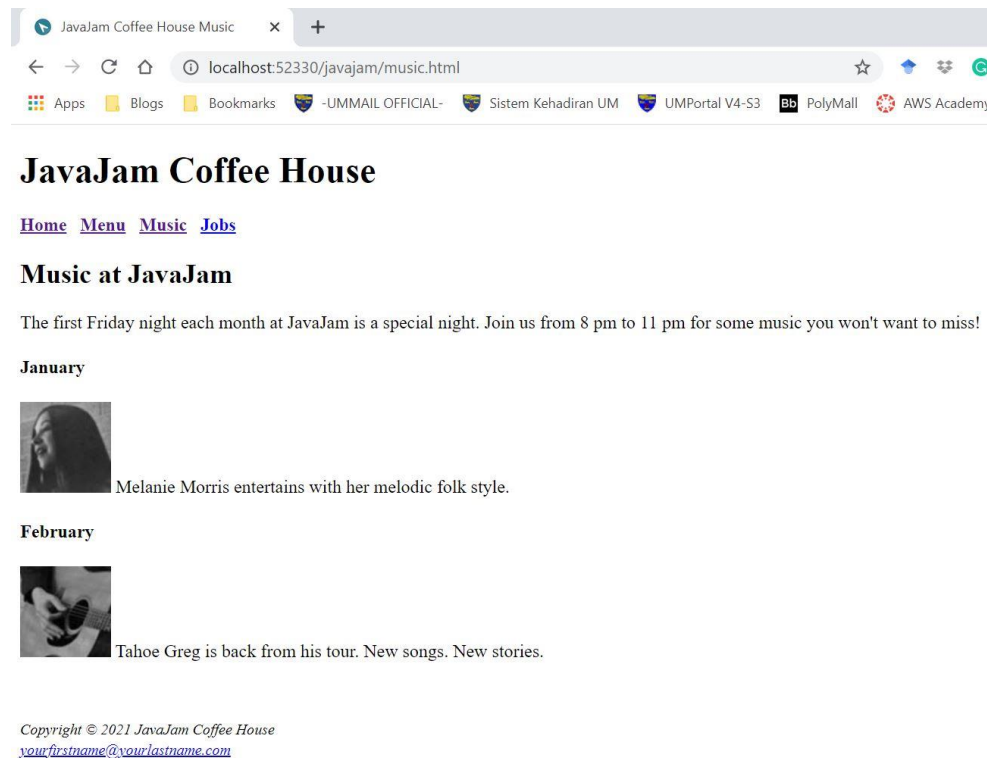 JavaJam Coffee House Music
localhost:52330/javajam/music.html
Apps Blogs Bookmarks -UMMAIL OFFICIAL- Sistem Kehadiran UM UMPortal V4-S3 Bb PolyMall AWS Academy
JavaJam Coffee House
Home Menu Music Jobs
Music at JavaJam
The first Friday night each month at JavaJam is a special night. Join us from 8 pm to 11 pm for some music you won't want to miss!
January
Melanie Morris entertains with her melodic folk style.
February
Tahoe Greg is back from his tour. New songs. New stories.
Copyright © 2021 JavaJam Coffee House
yourfirstname@yourlastname.com